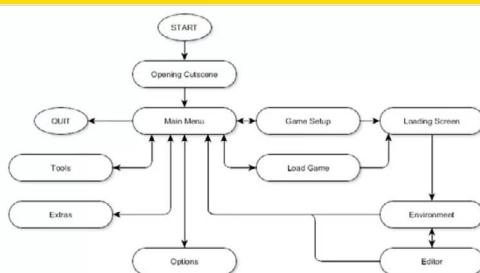 START
Opening Cutscene
QUIT
Main Menu
Game Setup
Loading Screen
Tools
Load Game
Extras
Environment
Options
Editor